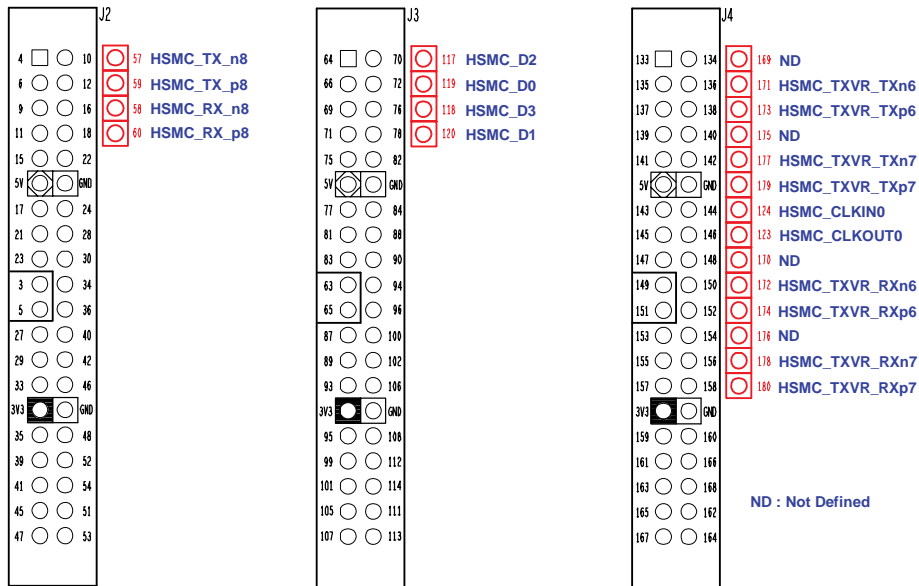 J2 J3 J4
4 10 57 HSMC_TX_n8 64 70 117 HSMC_D2 133 134 169 ND
6 12 59 HSMC_TX_p8 66 72 119 HSMC_D0 135 136 171 HSMC_TXVR_TXn6
9 16 58 HSMC_RX_n8 69 76 118 HSMC_D3 137 138 173 HSMC_TXVR_TXp6
11 18 60 HSMC_RX_p8 71 78 120 HSMC_D1 139 140 175 ND
15 22 75 82 141 142 177 HSMC_TXVR_TXn7
5V GND 5V GND 5V GND 179 HSMC_TXVR_TXp7
17 24 77 84 143 144 124 HSMC_CLKIN0
21 28 81 88 145 146 123 HSMC_CLKOUT0
23 30 83 90 147 148 170 ND
3 34 63 94 149 150 172 HSMC_TXVR_RXn6
5 36 65 96 151 152 174 HSMC_TXVR_RXp6
27 40 87 100 153 154 176 ND
29 42 89 102 155 156 178 HSMC_TXVR_RXn7
33 46 93 106 157 158 180 HSMC_TXVR_RXp7
3V3 GND 3V3 GND 3V3 GND
35 48 95 108 159 160
39 52 99 112 161 166
41 54 101 114 163 168
45 51 105 111 165 162
47 53 107 113 167 164
ND : Not Defined